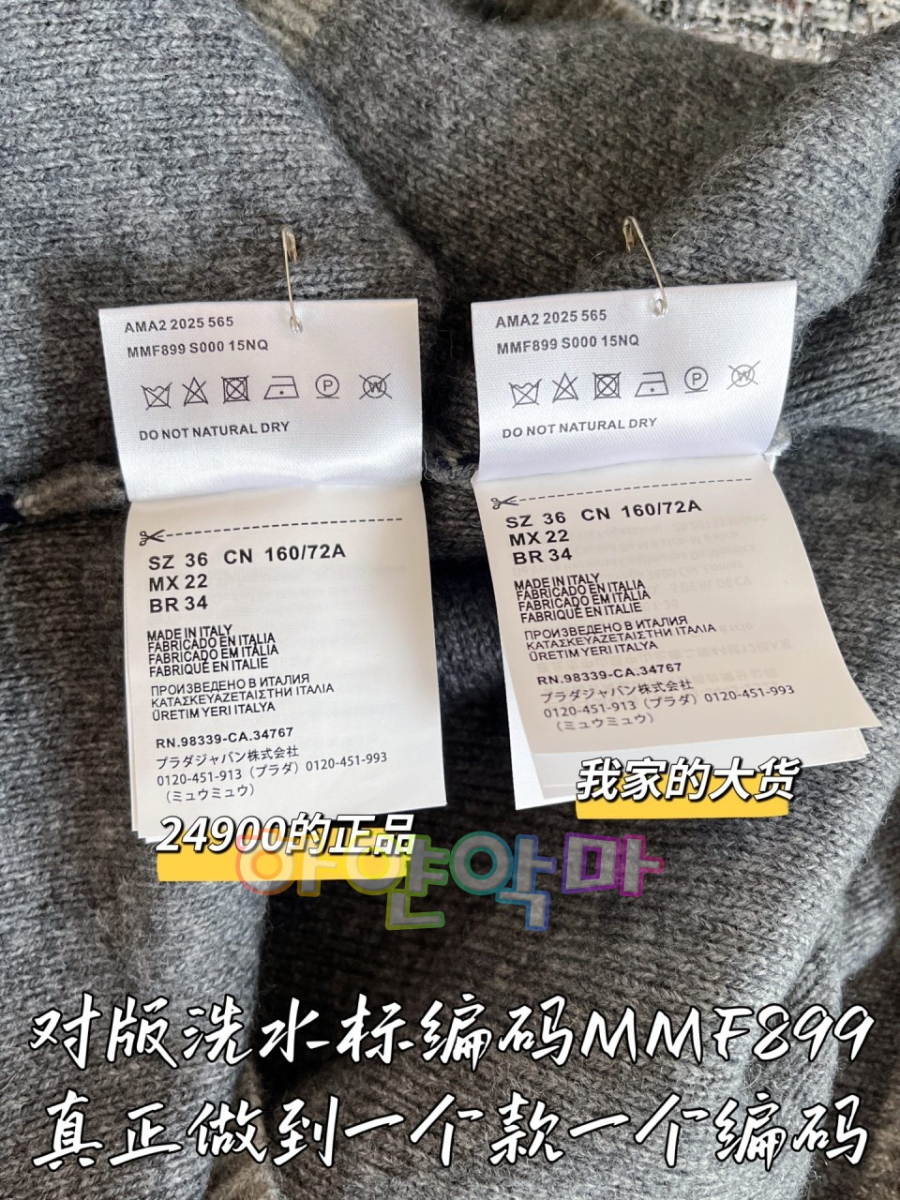 AMA2 2025 565
MMF899 S000 15NQ
DO NOT NATURAL DRY
SZ 36 CN 160/72A
MX 22
BR 34
MADE IN ITALY
FABRICADO EN ITALIA
FABRICADO EM ITALIA
FABRIQUÉ EN ITALIE
ПРОИЗВЕДЕНО В ИТАЛИЯ
ΚΑΤΑΣΚΕΥΑΖΕΤΑΙΣΤΗΝ ΙΤΑΛΙΑ
ÜRETIM YERI ITALYA
RN.98339-CA.34767
プラダジャパン株式会社
0120-451-913（プラダ）0120-451-993
（ミュウミュウ）
24900的正品
AMA2 2025 565
MMF899 S000 15NQ
DO NOT NATURAL DRY
SZ 36 CN 160/72A
MX 22
BR 34
MADE IN ITALY
FABRICADO EN ITALIA
FABRICADO EM ITALIA
FABRIQUÉ EN ITALIE
ПРОИЗВЕДЕНО В ИТАЛИЯ
ΚΑΤΑΣΚΕΥΑΖΕΤΑΙΣΤΗΝ ΙΤΑΛΙΑ
ÜRETIM YERI ITALYA
RN.98339-CA.34767
プラダジャパン株式会社
0120-451-913（プラダ）0120-451-993
（ミュウミュウ）
我家的大货
하얀악마
对版洗水标编码MMF899
真正做到一个款一个编码